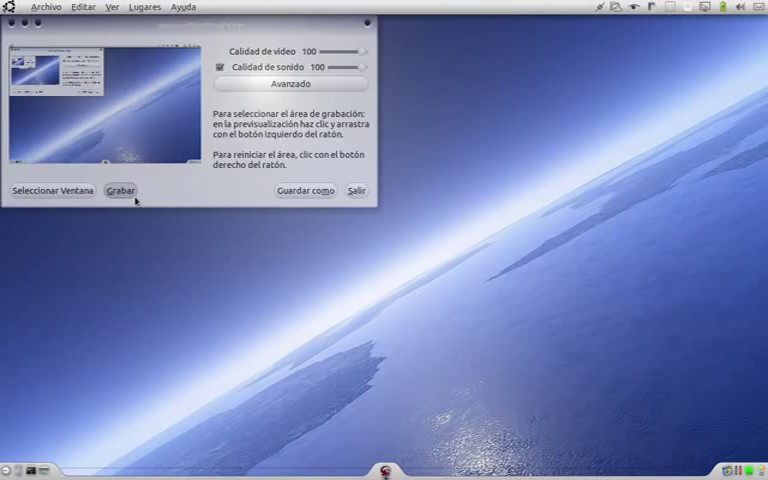 Archivo Editar Ver Lugares Ayuda
Calidad de vídeo 100
Calidad de sonido 100
Avanzado
Para seleccionar el área de grabación:
en la previsualización haz clic y arrastra
con el botón izquierdo del ratón.
Para reiniciar el área, clic con el botón
derecho del ratón.
Seleccionar Ventana Grabar Guardar como Salir